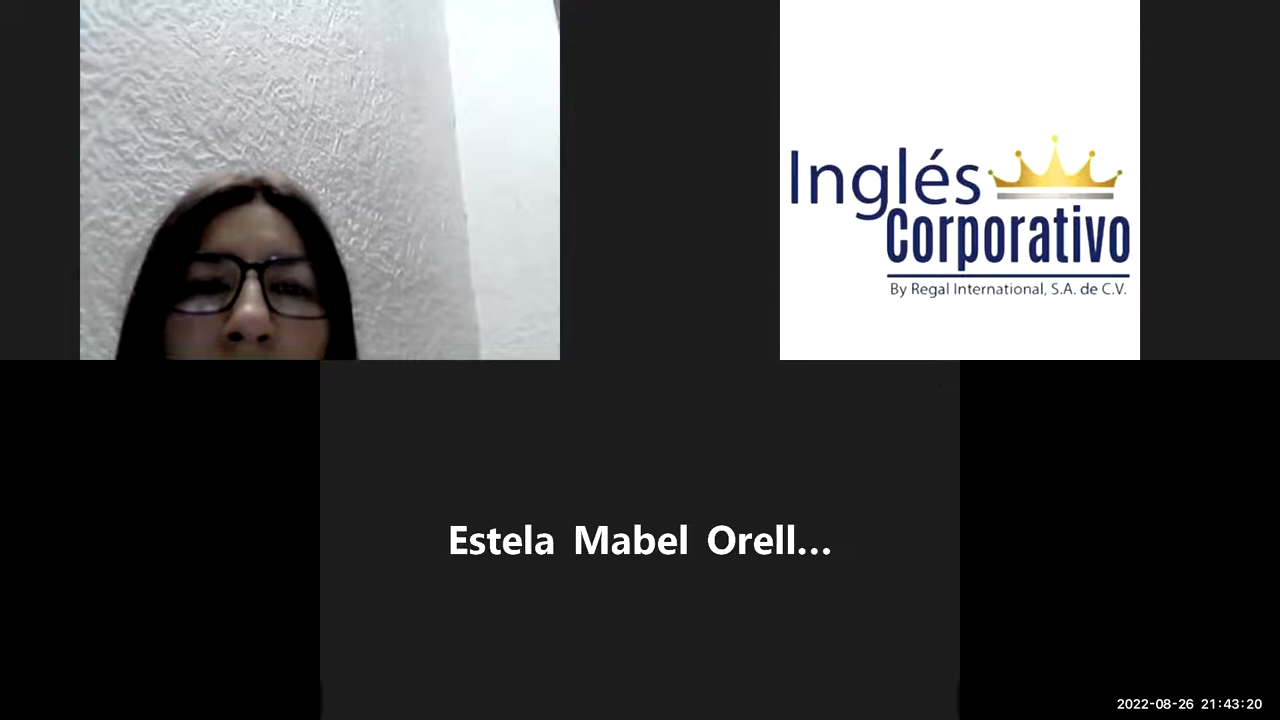 Inglés
Corporativo
By Regal International, S.A. de C.V.
Estela Mabel Orell...
2022-08-26 21:43:20